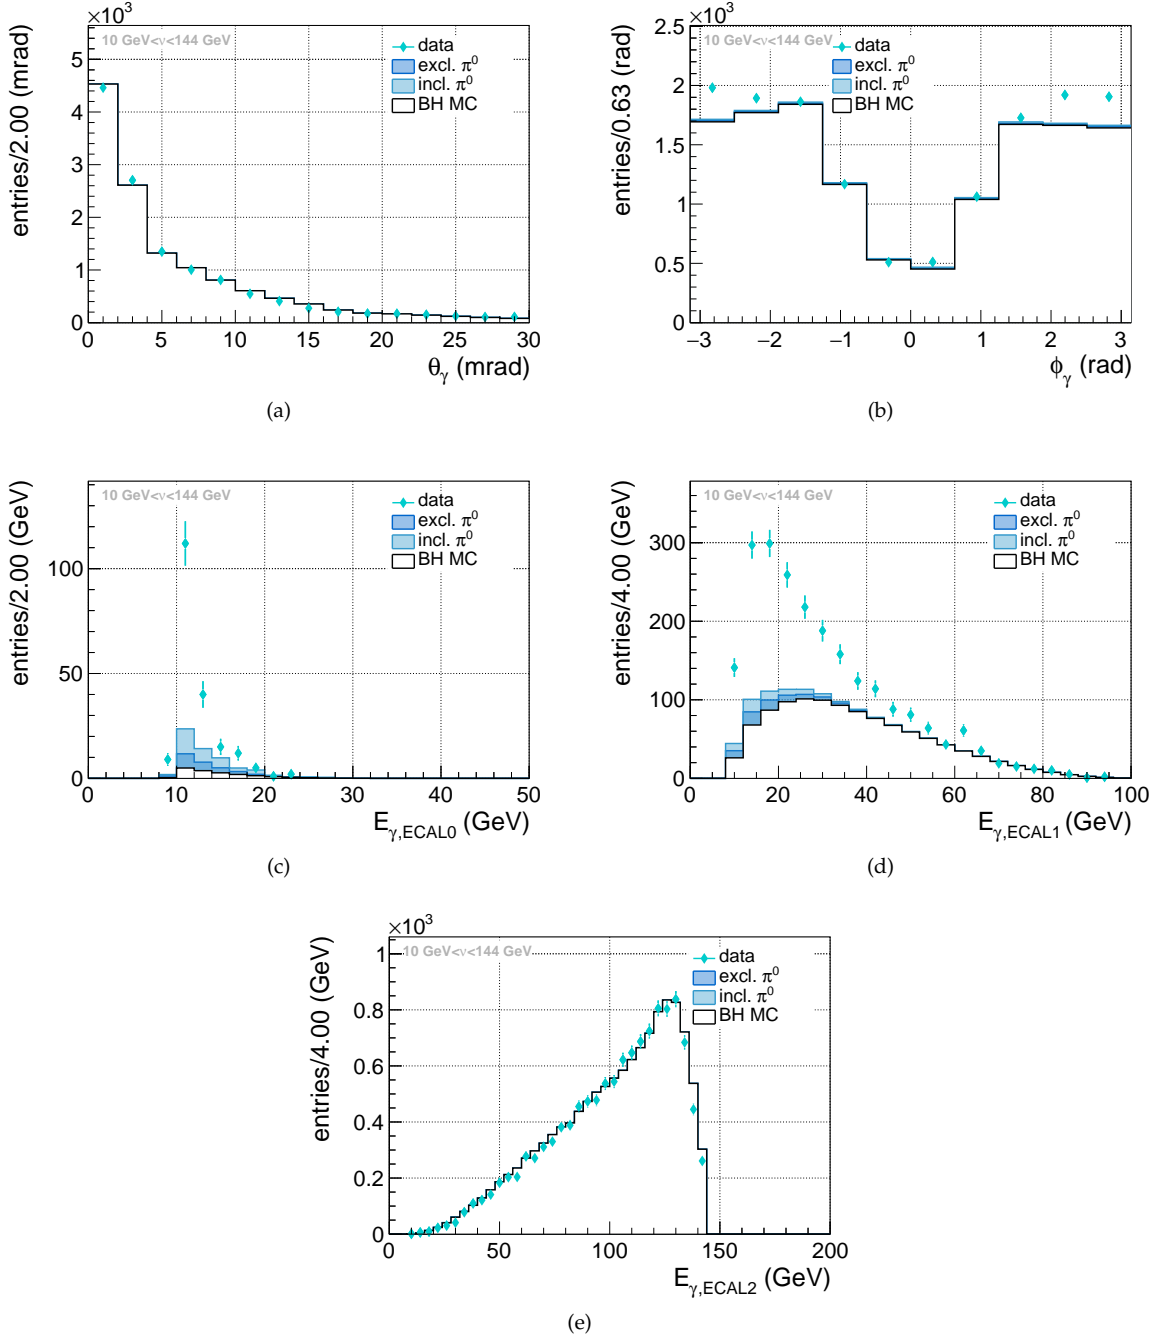 ×10³
10 GeV<ν<144 GeV
data
excl. π⁰
incl. π⁰
BH MC
entries/2.00 (mrad)
5
4
3
2
1
0
0 5 10 15 20 25 30
θγ (mrad)
(a)
×10³
10 GeV<ν<144 GeV
data
excl. π⁰
incl. π⁰
BH MC
entries/0.63 (rad)
2.5
2
1.5
1
0.5
0
−3 −2 −1 0 1 2 3
ϕγ (rad)
(b)
10 GeV<ν<144 GeV
data
excl. π⁰
incl. π⁰
BH MC
entries/2.00 (GeV)
100
50
0
0 10 20 30 40 50
Eγ,ECAL0 (GeV)
(c)
10 GeV<ν<144 GeV
data
excl. π⁰
incl. π⁰
BH MC
entries/4.00 (GeV)
300
200
100
0
0 20 40 60 80 100
Eγ,ECAL1 (GeV)
(d)
×10³
10 GeV<ν<144 GeV
data
excl. π⁰
incl. π⁰
BH MC
entries/4.00 (GeV)
1
0.8
0.6
0.4
0.2
0
0 50 100 150 200
Eγ,ECAL2 (GeV)
(e)